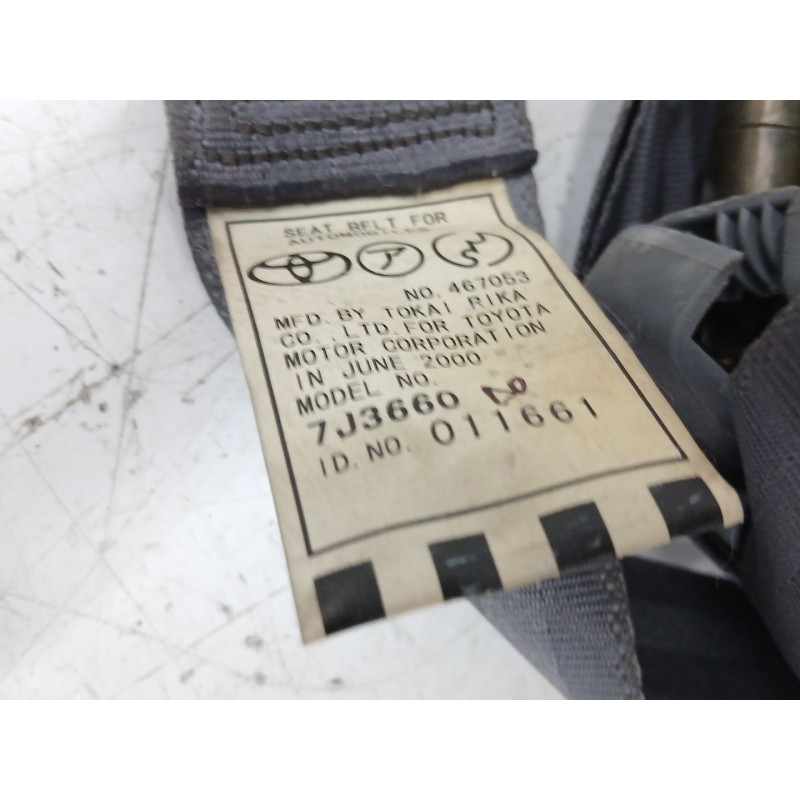 SEAT BELT FOR
AUTOMOBILES
NO. 467053
MFD. BY TOKAI RIKA
CO., LTD. FOR TOYOTA
MOTOR CORPORATION
IN JUNE 2000
MODEL NO.
7J3660
ID. NO. 011661